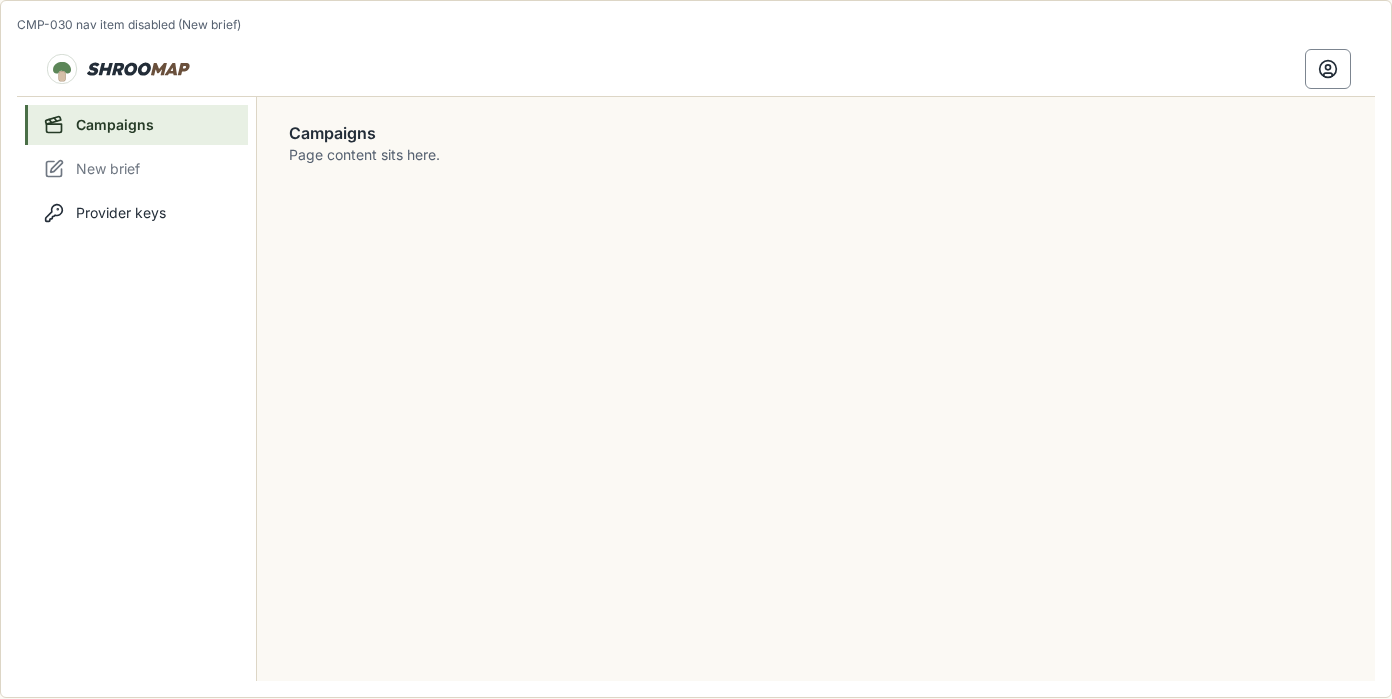 CMP-030 nav item disabled (New brief)
SHROOMAP
Campaigns
New brief
Provider keys
Campaigns
Page content sits here.